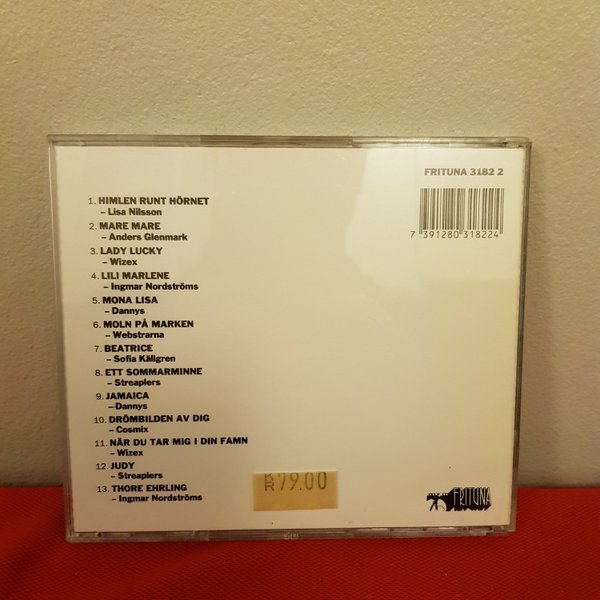 FRITUNA 3182 2
7 391280 318224
1. HIMLEN RUNT HÖRNET
– Lisa Nilsson
2. MARE MARE
– Anders Glenmark
3. LADY LUCKY
– Wizex
4. LILI MARLENE
– Ingmar Nordströms
5. MONA LISA
– Dannys
6. MOLN PÅ MARKEN
– Webstrarna
7. BEATRICE
– Sofia Källgren
8. ETT SOMMARMINNE
– Streaplers
9. JAMAICA
– Dannys
10. DRÖMBILDEN AV DIG
– Cosmix
11. NÄR DU TAR MIG I DIN FAMN
– Wizex
12. JUDY
– Streaplers
13. THORE EHRLING
– Ingmar Nordströms
KR 79.00
FRITUNA